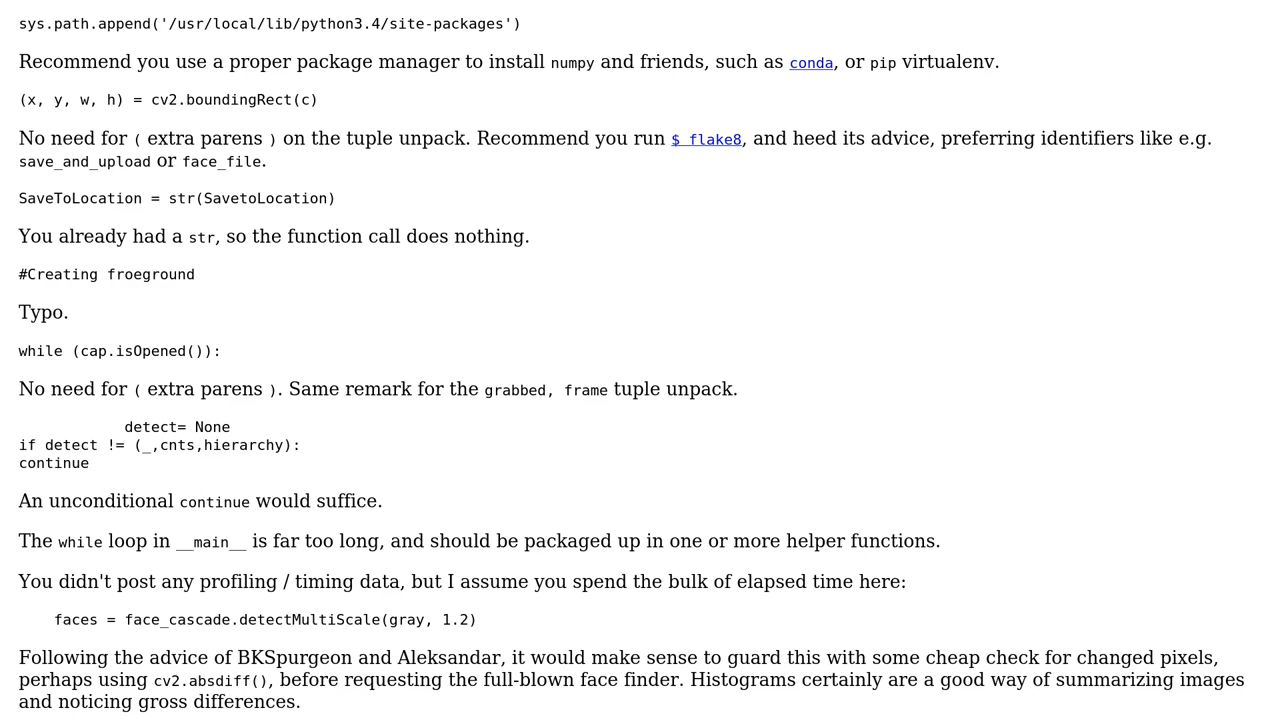 sys.path.append('/usr/local/lib/python3.4/site-packages')
Recommend you use a proper package manager to install numpy and friends, such as conda, or pip virtualenv.
(x, y, w, h) = cv2.boundingRect(c)
No need for ( extra parens ) on the tuple unpack. Recommend you run $ flake8, and heed its advice, preferring identifiers like e.g.
save_and_upload or face_file.
SaveToLocation = str(SavetoLocation)
You already had a str, so the function call does nothing.
#Creating froeground
Typo.
while (cap.isOpened()):
No need for ( extra parens ). Same remark for the grabbed, frame tuple unpack.
            detect= None
if detect != (_,cnts,hierarchy):
continue
An unconditional continue would suffice.
The while loop in __main__ is far too long, and should be packaged up in one or more helper functions.
You didn't post any profiling / timing data, but I assume you spend the bulk of elapsed time here:
    faces = face_cascade.detectMultiScale(gray, 1.2)
Following the advice of BKSpurgeon and Aleksandar, it would make sense to guard this with some cheap check for changed pixels,
perhaps using cv2.absdiff(), before requesting the full-blown face finder. Histograms certainly are a good way of summarizing images
and noticing gross differences.